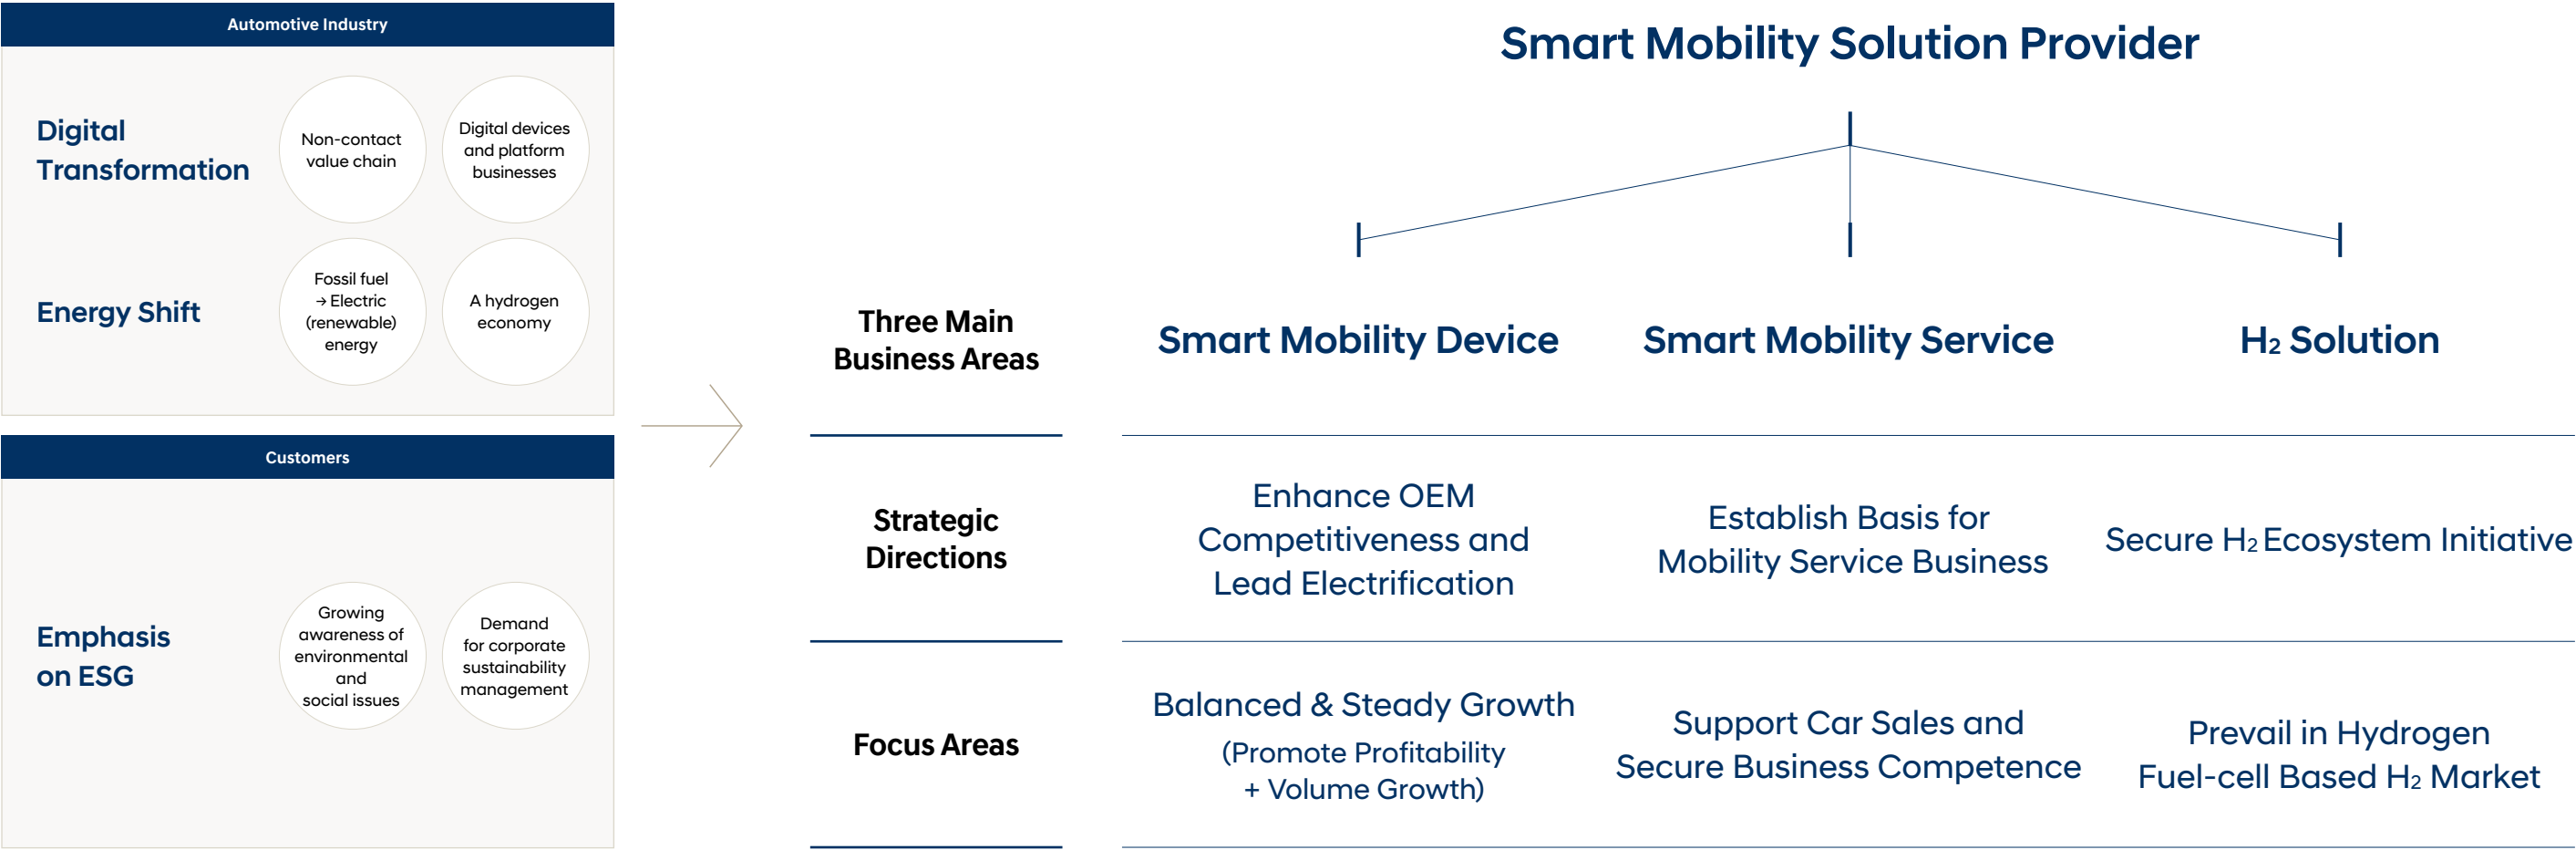 Automotive Industry
Digital
Transformation
Non-contact
value chain
Digital devices
and platform
businesses
Energy Shift
Fossil fuel
→ Electric
(renewable)
energy
A hydrogen
economy
Customers
Emphasis
on ESG
Growing
awareness of
environmental
and
social issues
Demand
for corporate
sustainability
management
Smart Mobility Solution Provider
Three Main
Business Areas
Smart Mobility Device
Smart Mobility Service
H₂ Solution
Strategic
Directions
Enhance OEM
Competitiveness and
Lead Electrification
Establish Basis for
Mobility Service Business
Secure H₂ Ecosystem Initiative
Focus Areas
Balanced & Steady Growth
(Promote Profitability
+ Volume Growth)
Support Car Sales and
Secure Business Competence
Prevail in Hydrogen
Fuel-cell Based H₂ Market